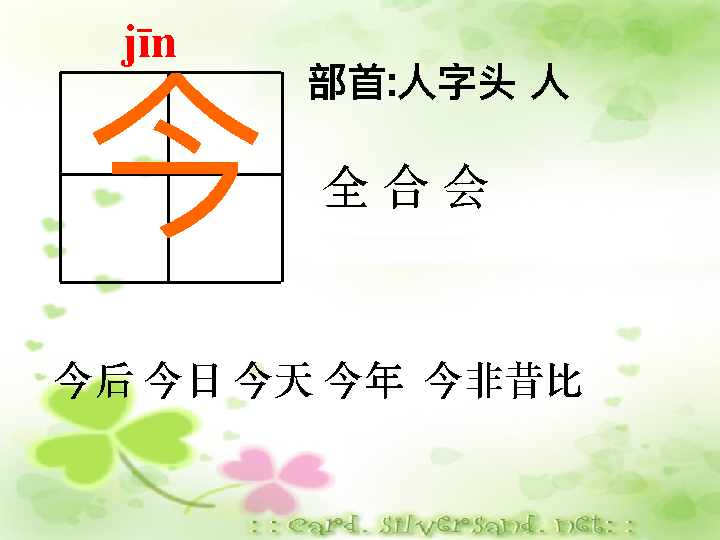 jīn
今
部首:人字头 人
全 合 会
今后 今日 今天 今年 今非昔比
:: card. silversand. net: :